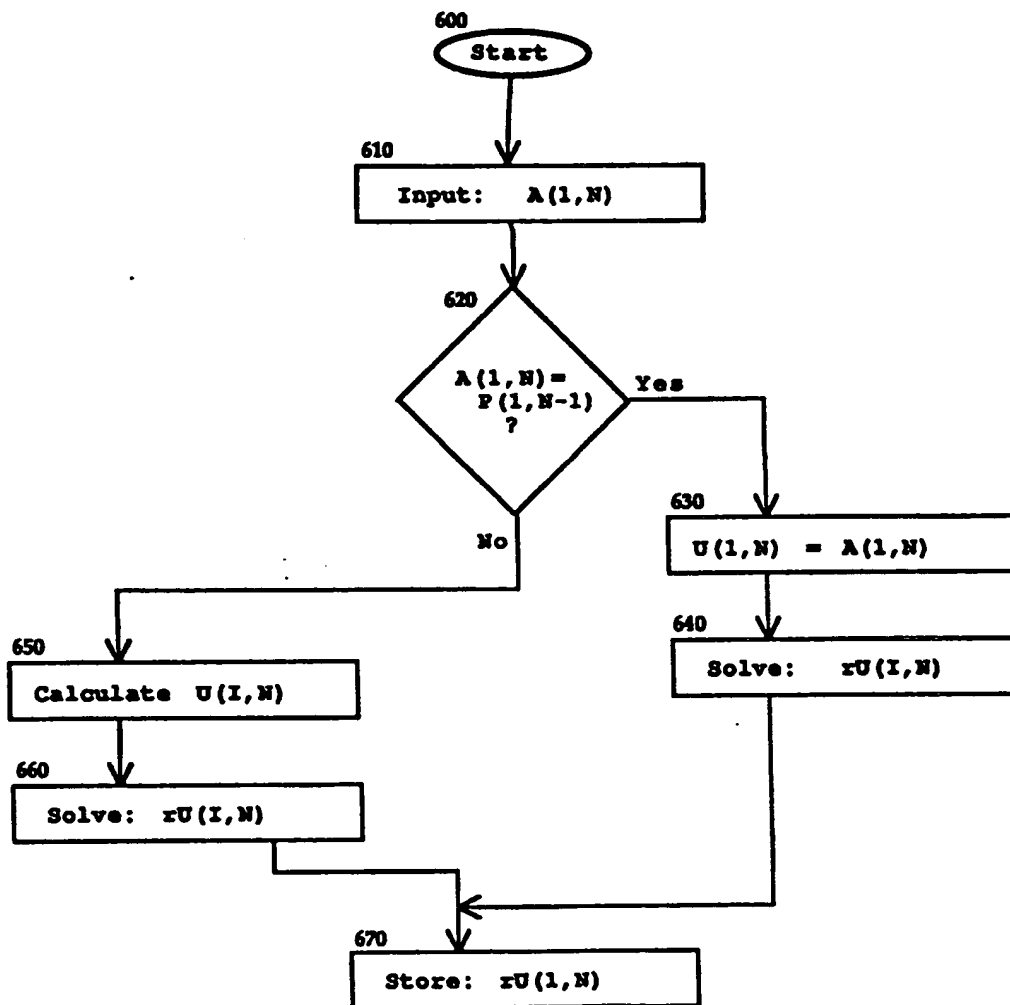 600
Start
610
Input: A(1,N)
620
A(1,N)=
P(1,N-1)
?
Yes
No
630
U(1,N) = A(1,N)
640
Solve: rU(I,N)
650
Calculate U(I,N)
660
Solve: rU(I,N)
670
Store: rU(1,N)